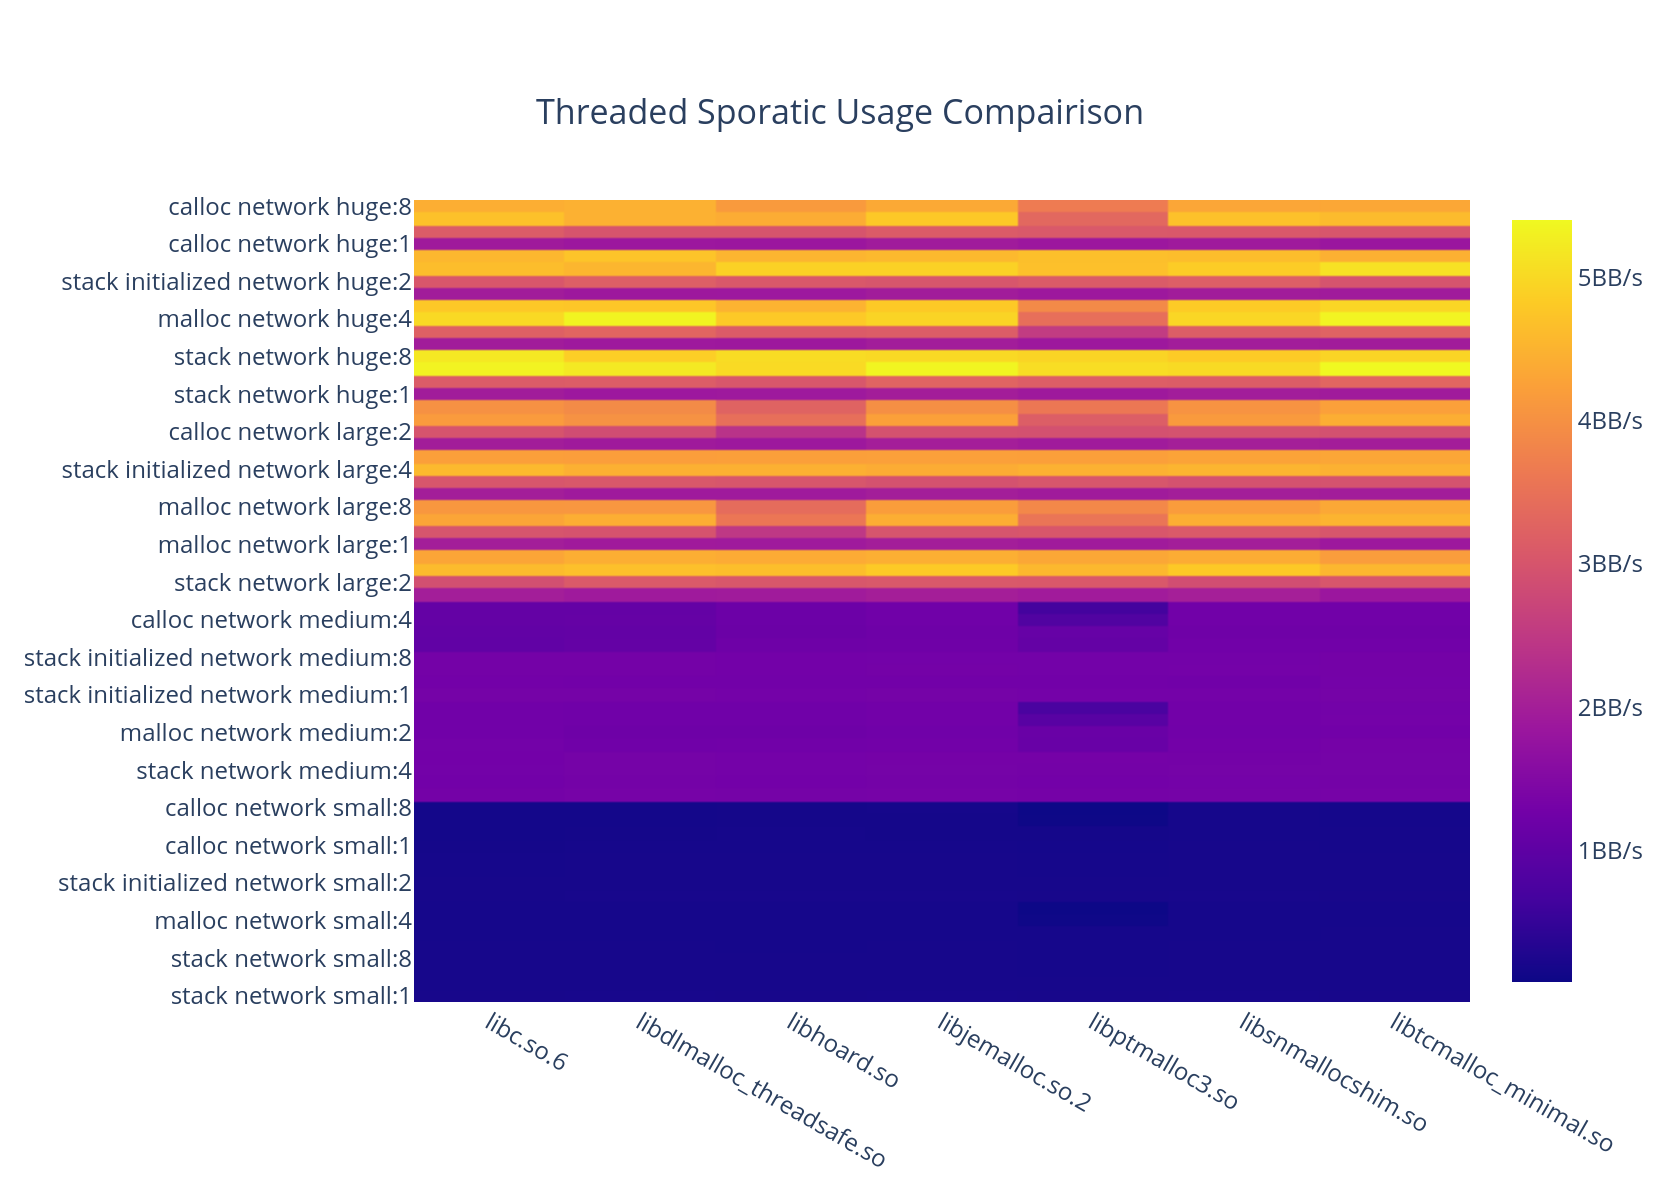 Threaded Sporatic Usage Compairison
calloc network huge:8
calloc network huge:1
stack initialized network huge:2
malloc network huge:4
stack network huge:8
stack network huge:1
calloc network large:2
stack initialized network large:4
malloc network large:8
malloc network large:1
stack network large:2
calloc network medium:4
stack initialized network medium:8
stack initialized network medium:1
malloc network medium:2
stack network medium:4
calloc network small:8
calloc network small:1
stack initialized network small:2
malloc network small:4
stack network small:8
stack network small:1
5BB/s
4BB/s
3BB/s
2BB/s
1BB/s
libc.so.6
libdlmalloc_threadsafe.so
libhoard.so
libjemalloc.so.2
libptmalloc3.so
libsnmallocshim.so
libtcmalloc_minimal.so